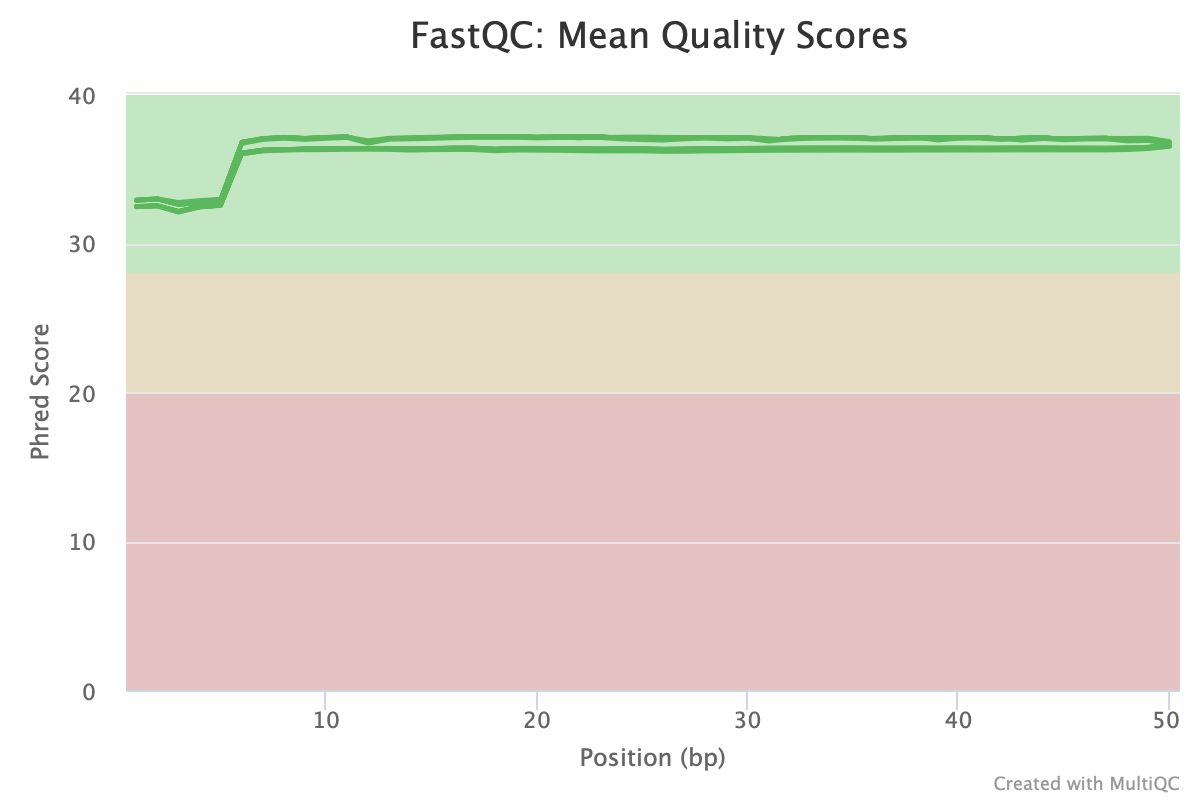 FastQC: Mean Quality Scores
40
30
20
10
0
Phred Score
10 20 30 40 50
Position (bp)
Created with MultiQC